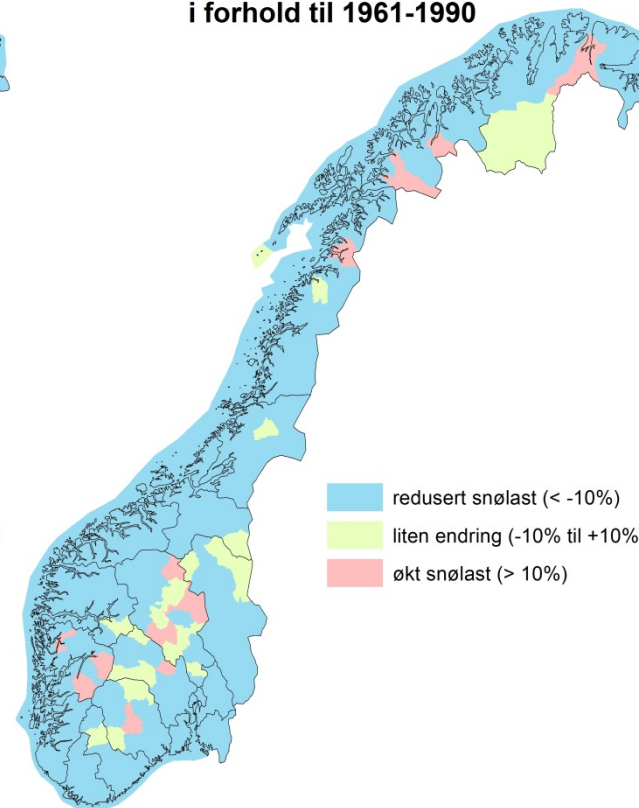 i forhold til 1961-1990
redusert snølast (< -10%)
liten endring (-10% til +10%
økt snølast (> 10%)